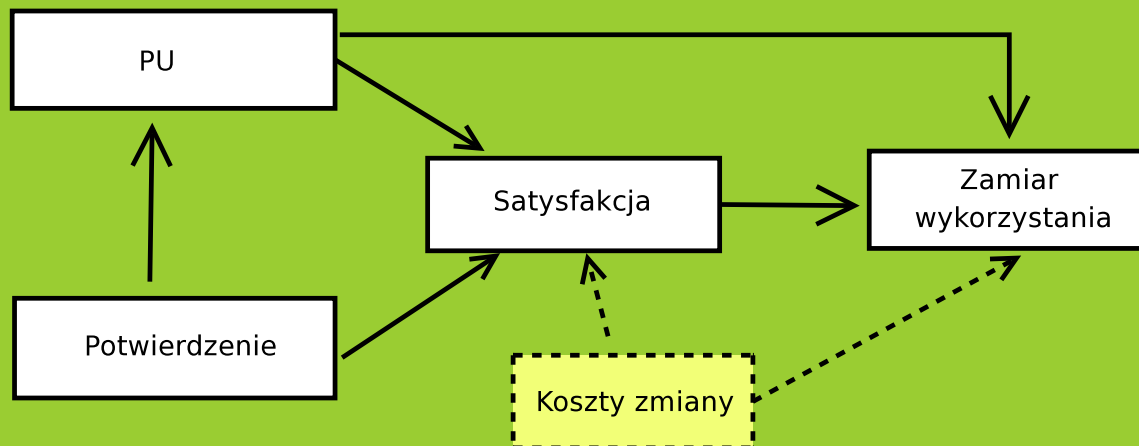 PU
Satysfakcja
Zamiar
wykorzystania
Potwierdzenie
Koszty zmiany